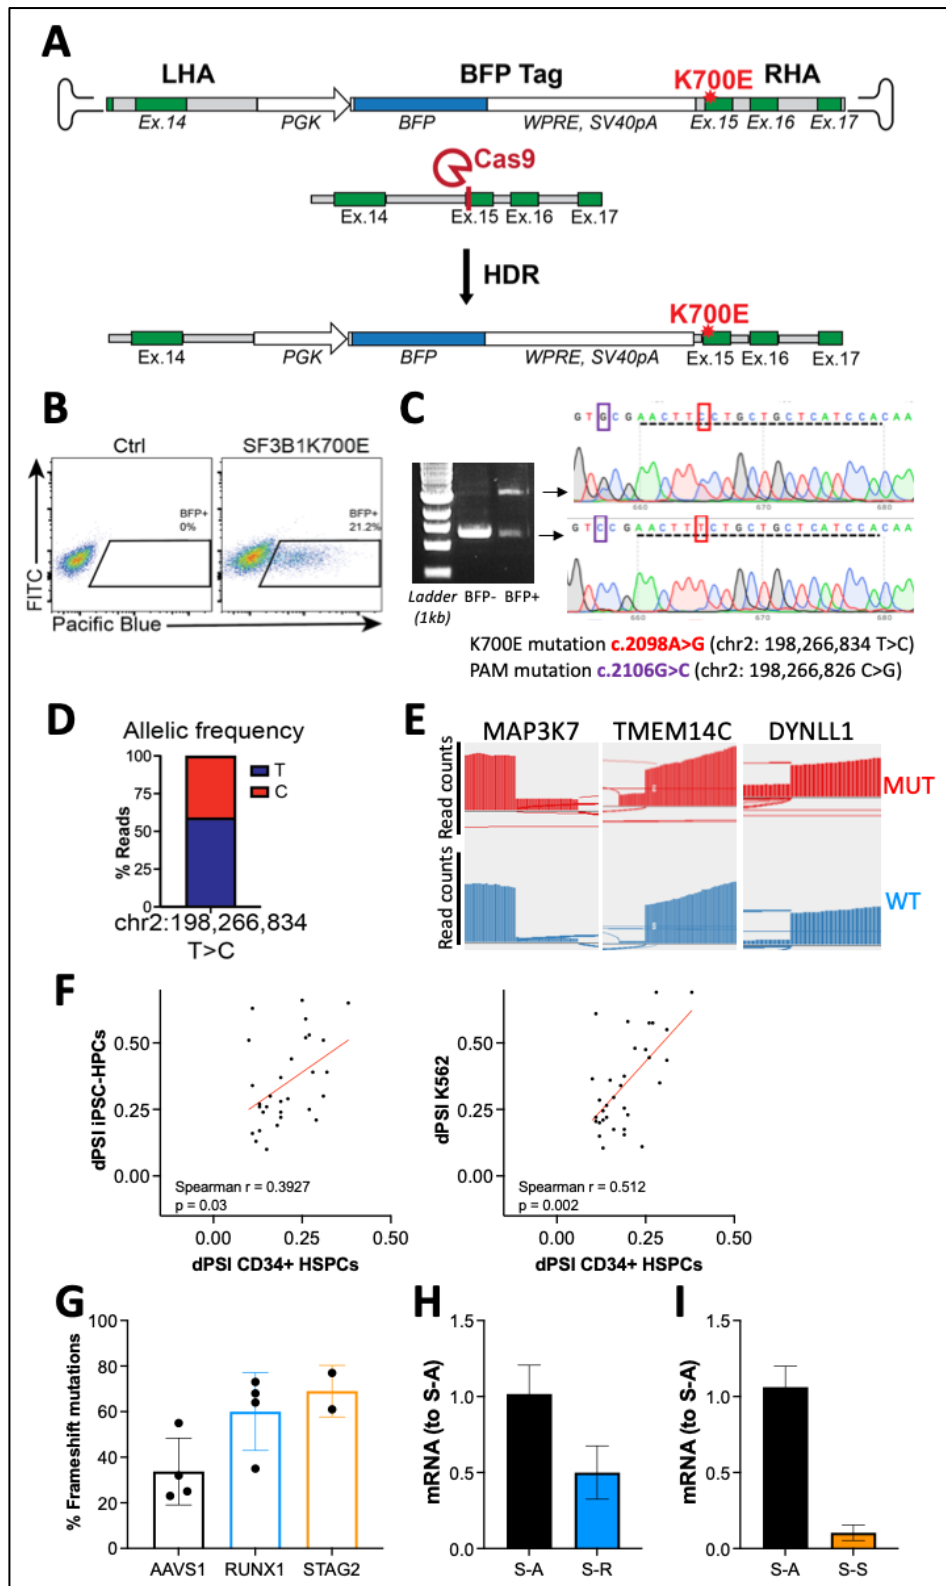 A
LHA BFP Tag K700E RHA
Ex.14 PGK BFP WPRE, SV40pA Ex.15 Ex.16 Ex.17
Cas9
Ex.14 Ex.15 Ex.16 Ex.17
HDR
K700E
Ex.14 PGK BFP WPRE, SV40pA Ex.15 Ex.16 Ex.17
B
Ctrl SF3B1K700E
BFP+
0%
BFP+
21.2%
FITC
Pacific Blue
C
G T G C G A A C T T C C T G C T G C T C A T C C A C A A
660 670 680
G T C C G A A C T T T C T G C T G C T C A T C C A C A A
660 670 680
Ladder BFP- BFP+
(1kb)
K700E mutation c.2098A>G (chr2: 198,266,834 T>C)
PAM mutation c.2106G>C (chr2: 198,266,826 C>G)
D
Allelic frequency
100
75
50
25
0
% Reads
T
C
chr2:198,266,834
T>C
E
MAP3K7 TMEM14C DYNLL1
Read counts
MUT
Read counts
WT
F
dPSI iPSC-HPCs
0.50
0.25
0.00
Spearman r = 0.3927
p = 0.03
0.00 0.25 0.50
dPSI CD34+ HSPCs
dPSI K562
0.50
0.25
0.00
Spearman r = 0.512
p = 0.002
0.00 0.25 0.50
dPSI CD34+ HSPCs
G
% Frameshift mutations
100
80
60
40
20
0
AAVS1 RUNX1 STAG2
H
mRNA (to S-A)
1.5
1.0
0.5
0.0
S-A S-R
I
mRNA (to S-A)
1.5
1.0
0.5
0.0
S-A S-S